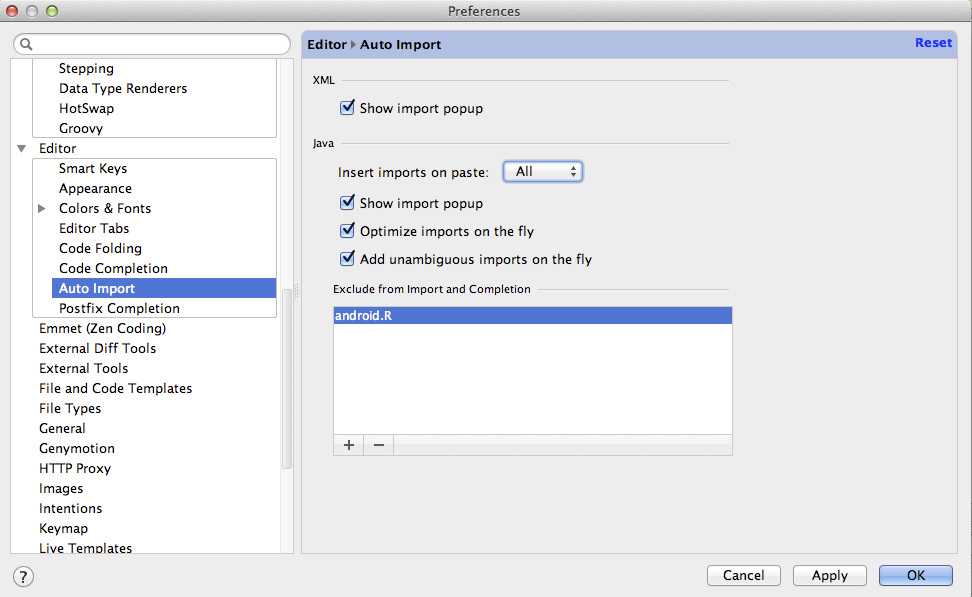 Preferences
Stepping
Data Type Renderers
HotSwap
Groovy
Editor
Smart Keys
Appearance
Colors & Fonts
Editor Tabs
Code Folding
Code Completion
Auto Import
Postfix Completion
Emmet (Zen Coding)
External Diff Tools
External Tools
File and Code Templates
File Types
General
Genymotion
HTTP Proxy
Images
Intentions
Keymap
Live Templates
Editor Auto Import Reset
XML
Show import popup
Java
Insert imports on paste: All
Show import popup
Optimize imports on the fly
Add unambiguous imports on the fly
Exclude from Import and Completion
android.R
+ −
? Cancel Apply OK